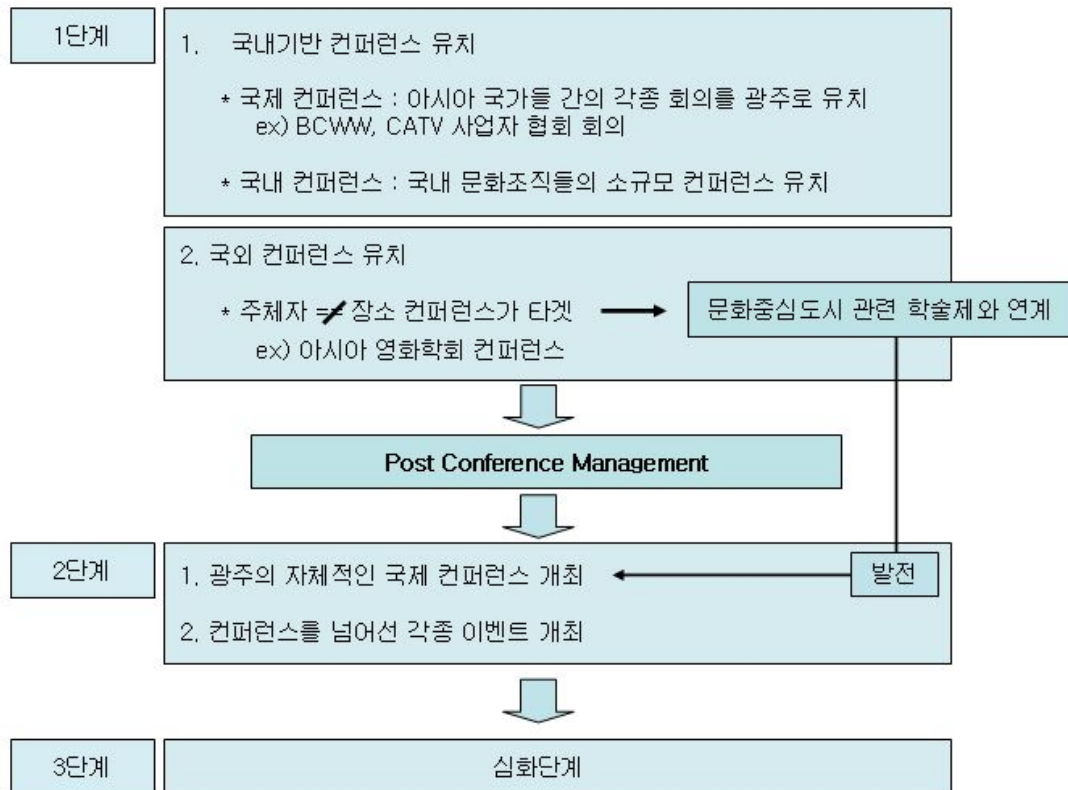 1단계
1. 국내기반 컨퍼런스 유치
* 국제 컨퍼런스 : 아시아 국가들 간의 각종 회의를 광주로 유치
ex) BCWW, CATV 사업자 협회 회의
* 국내 컨퍼런스 : 국내 문화조직들의 소규모 컨퍼런스 유치
2. 국외 컨퍼런스 유치
* 주체자 ≠ 장소 컨퍼런스가 타겟
문화중심도시 관련 학술제와 연계
ex) 아시아 영화학회 컨퍼런스
Post Conference Management
2단계
1. 광주의 자체적인 국제 컨퍼런스 개최
발전
2. 컨퍼런스를 넘어선 각종 이벤트 개최
3단계
심화단계